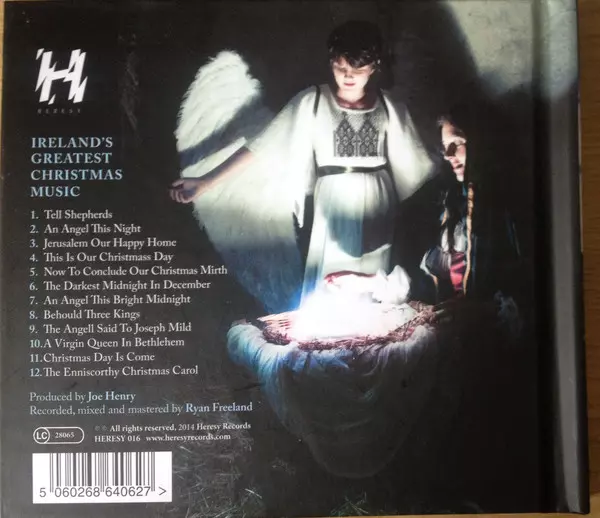 H
HERESY
IRELAND'S
GREATEST
CHRISTMAS
MUSIC
1. Tell Shepherds
2. An Angel This Night
3. Jerusalem Our Happy Home
4. This Is Our Christmass Day
5. Now To Conclude Our Christmas Mirth
6. The Darkest Midnight In December
7. An Angel This Bright Midnight
8. Behould Three Kings
9. The Angell Said To Joseph Mild
10. A Virgin Queen In Bethlehem
11. Christmas Day Is Come
12. The Enniscorthy Christmas Carol
Produced by Joe Henry
Recorded, mixed and mastered by Ryan Freeland
LC 28065
℗ © All rights reserved, 2014 Heresy Records
HERESY 016 www.heresyrecords.com
5 060268 640627 >